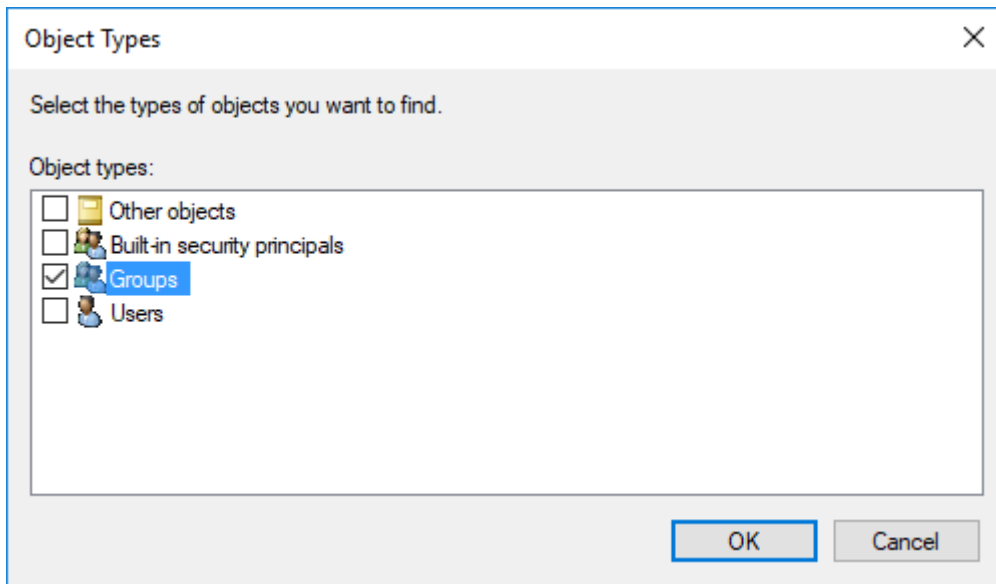 Object Types
Select the types of objects you want to find.
Object types:
Other objects
Built-in security principals
Groups
Users
OK Cancel